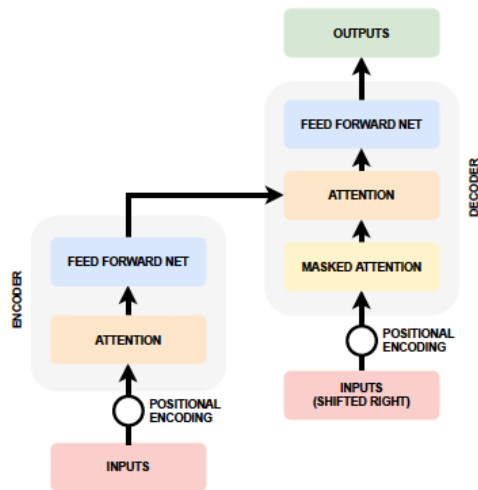 OUTPUTS
FEED FORWARD NET
ATTENTION
MASKED ATTENTION
DECODER
POSITIONAL
ENCODING
INPUTS
(SHIFTED RIGHT)
ENCODER
FEED FORWARD NET
ATTENTION
POSITIONAL
ENCODING
INPUTS